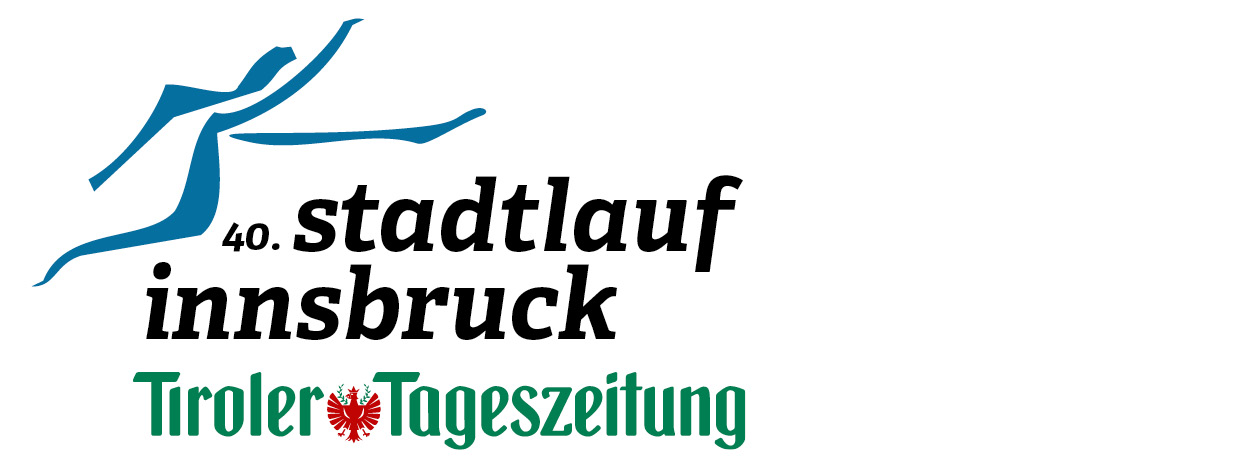 40. stadtlauf
innsbruck
Tiroler Tageszeitung